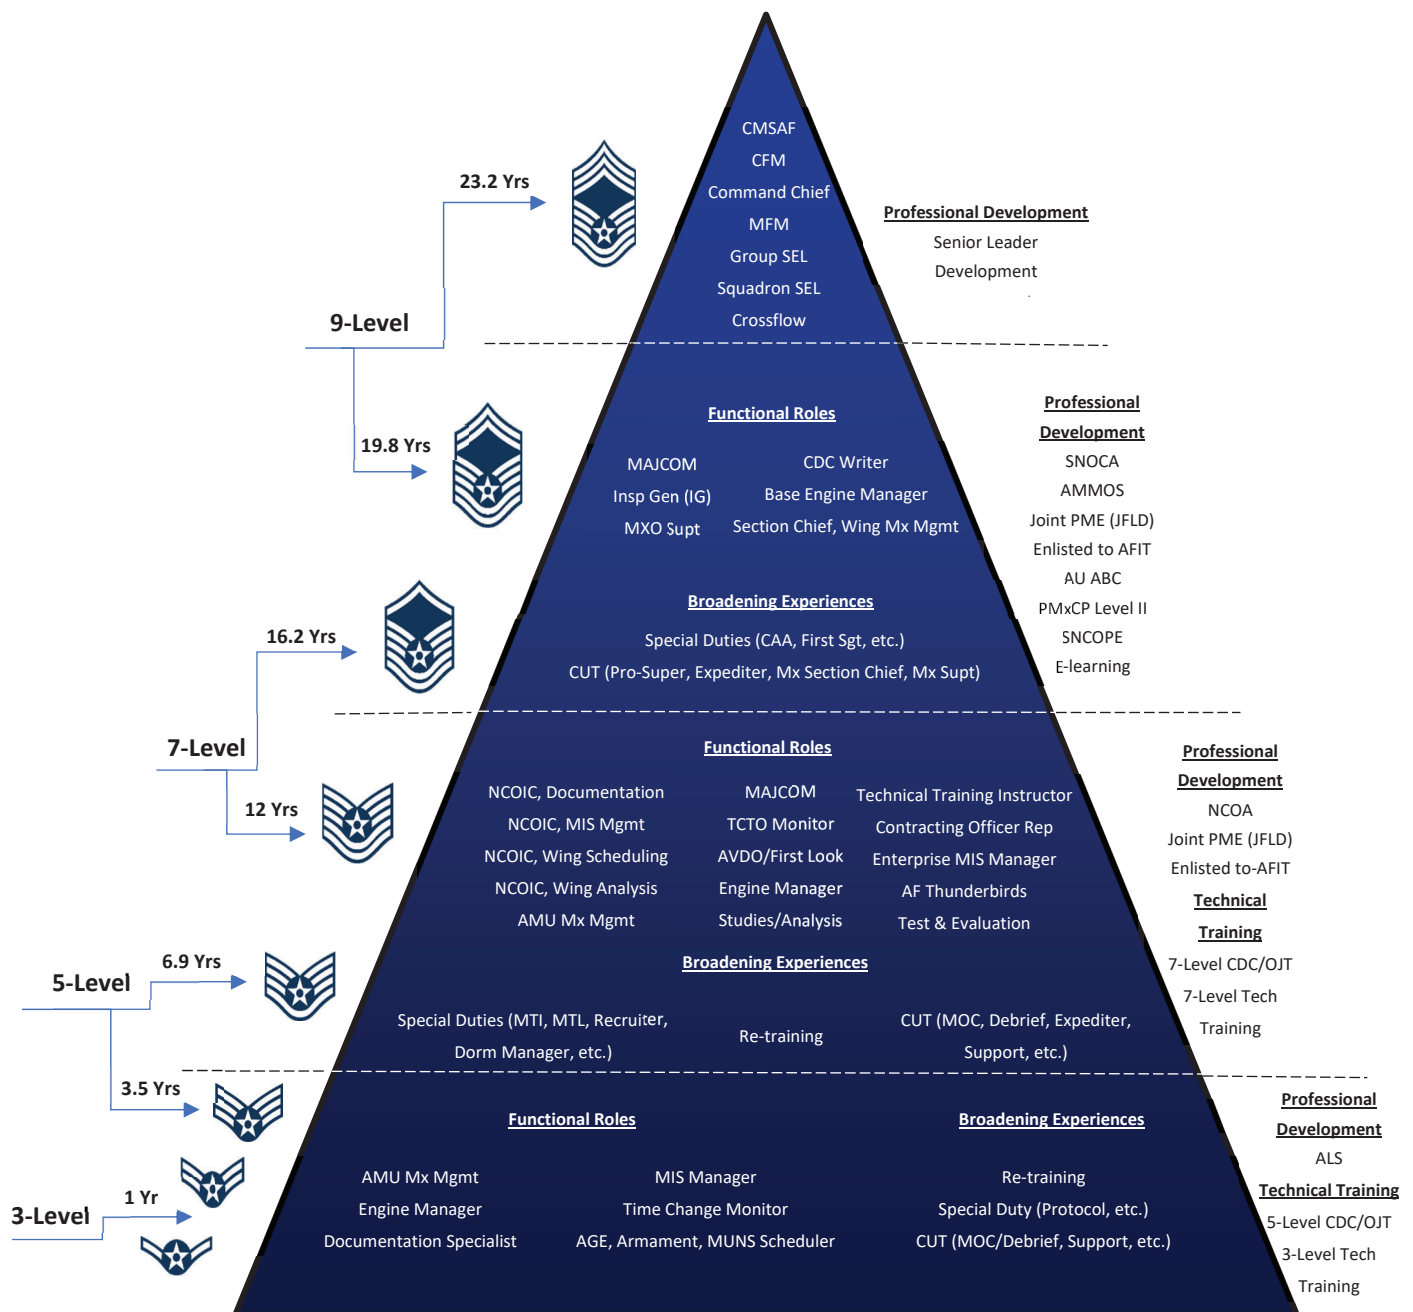 CMSAF
CFM
23.2 Yrs
Command Chief
Professional Development
MFM
Senior Leader
Group SEL
Development
Squadron SEL
9-Level
Crossflow
Functional Roles
Professional
Development
19.8 Yrs
MAJCOM
CDC Writer
SNOCA
Insp Gen (IG)
Base Engine Manager
AMMOS
MXO Supt
Section Chief, Wing Mx Mgmt
Joint PME (JFLD)
Enlisted to AFIT
AU ABC
Broadening Experiences
PMxCP Level II
16.2 Yrs
Special Duties (CAA, First Sgt, etc.)
SNCOPE
CUT (Pro-Super, Expediter, Mx Section Chief, Mx Supt)
E-learning
7-Level
Functional Roles
Professional
Development
12 Yrs
NCOIC, Documentation
MAJCOM
Technical Training Instructor
NCOA
NCOIC, MIS Mgmt
TCTO Monitor
Contracting Officer Rep
Joint PME (JFLD)
NCOIC, Wing Scheduling
AVDO/First Look
Enterprise MIS Manager
Enlisted to-AFIT
NCOIC, Wing Analysis
Engine Manager
AF Thunderbirds
Technical
AMU Mx Mgmt
Studies/Analysis
Test & Evaluation
Training
6.9 Yrs
Broadening Experiences
7-Level CDC/OJT
5-Level
7-Level Tech
Training
Special Duties (MTI, MTL, Recruiter,
Dorm Manager, etc.)
Re-training
CUT (MOC, Debrief, Expediter,
Support, etc.)
3.5 Yrs
Functional Roles
Broadening Experiences
Professional
Development
ALS
AMU Mx Mgmt
MIS Manager
Re-training
Technical Training
1 Yr
3-Level
Engine Manager
Time Change Monitor
Special Duty (Protocol, etc.)
5-Level CDC/OJT
Documentation Specialist
AGE, Armament, MUNS Scheduler
CUT (MOC/Debrief, Support, etc.)
3-Level Tech
Training